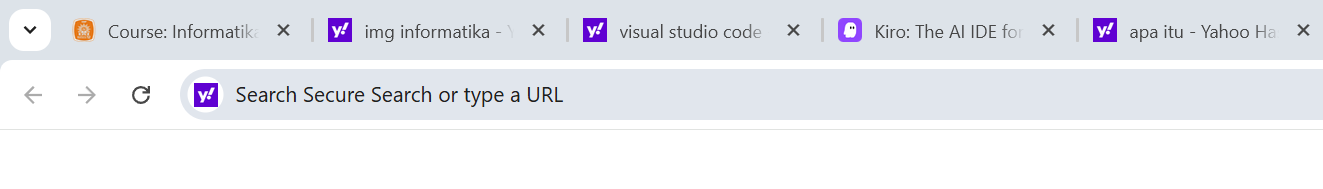 Course: Informatika
img informatika - Y
visual studio code
Kiro: The AI IDE for
apa itu - Yahoo Ha
Search Secure Search or type a URL